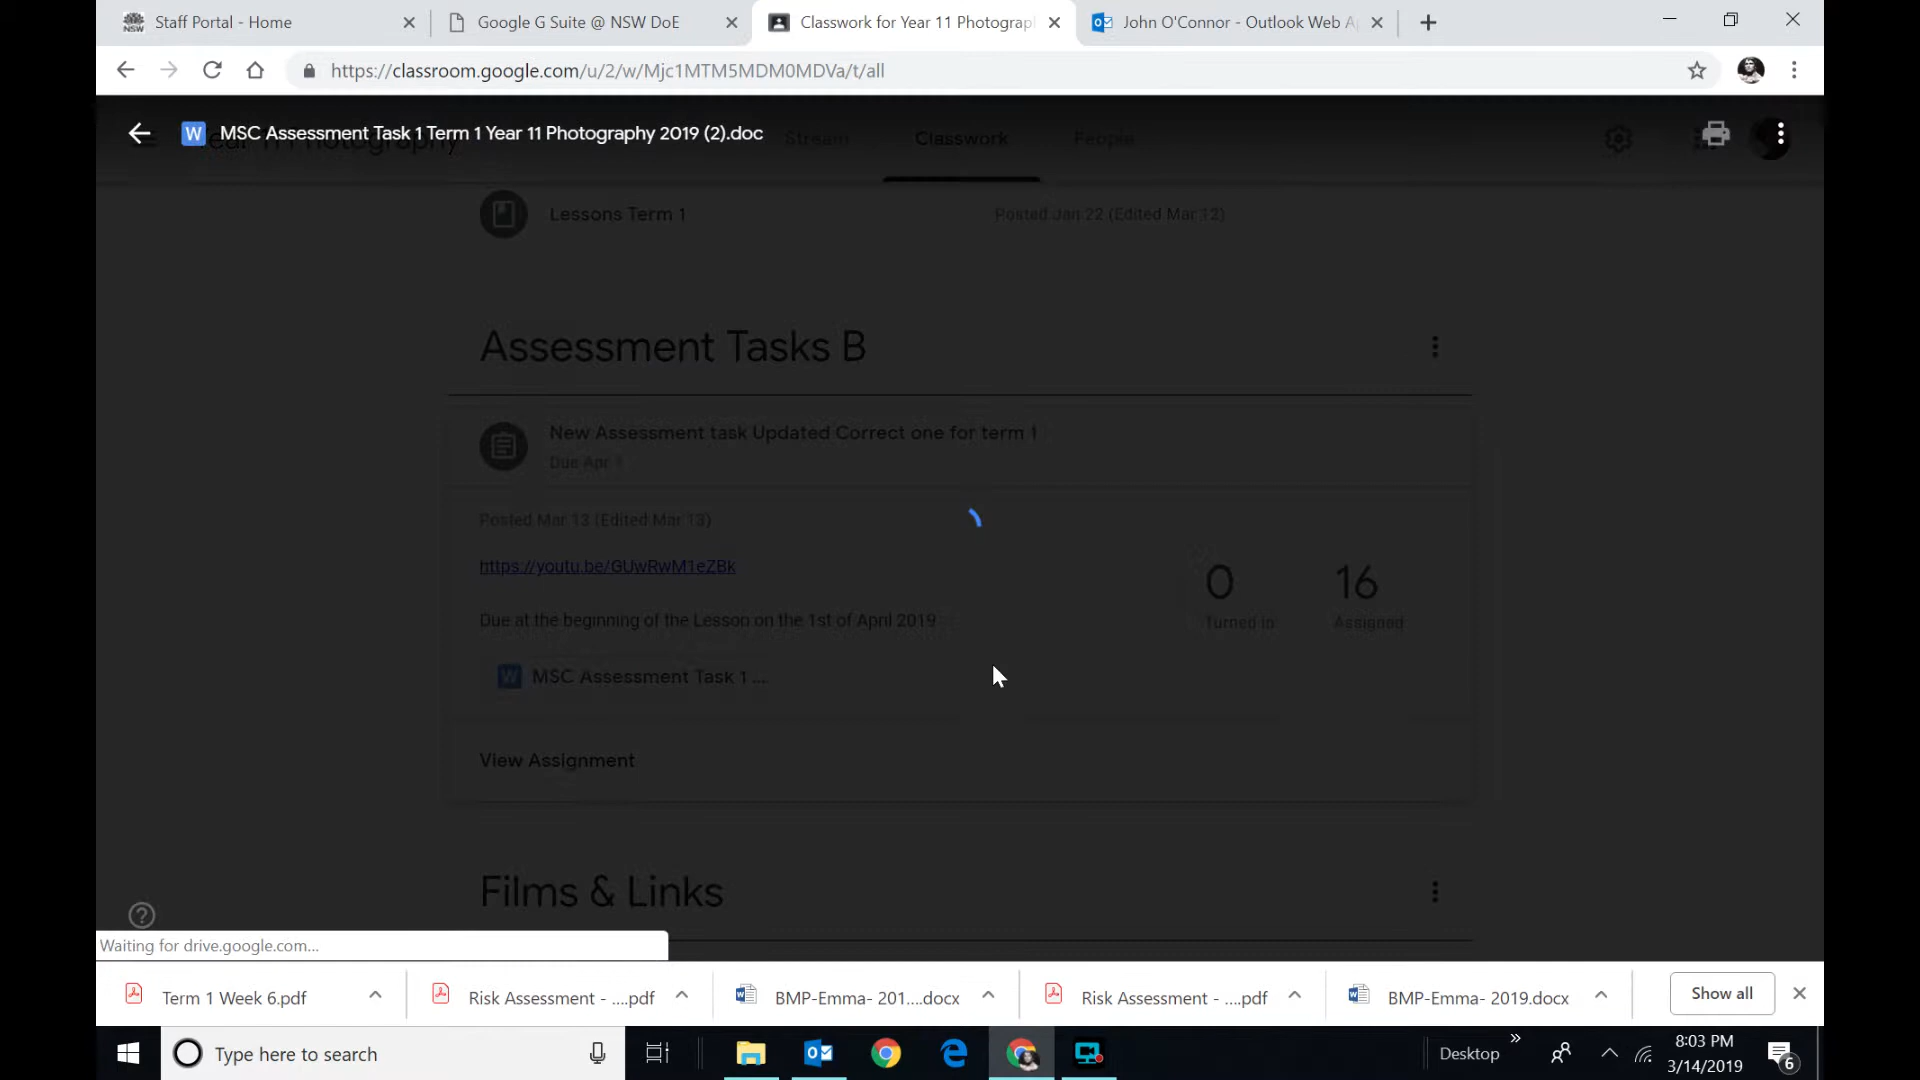 Staff Portal - Home
Google G Suite @ NSW DoE
Classwork for Year 11 Photograp
John O'Connor - Outlook Web A
https://classroom.google.com/u/2/w/Mjc1MTM5MDM0MDVa/t/all
MSC Assessment Task 1 Term 1 Year 11 Photography 2019 (2).doc
Year 11 Photography
Stream
Classwork
People
Lessons Term 1
Posted Jan 22 (Edited Mar 12)
Assessment Tasks B
New Assessment task Updated Correct one for term 1
Due Apr 1
Posted Mar 13 (Edited Mar 13)
https://youtu.be/GUwRwM1eZBk
0
16
Turned in
Assigned
Due at the beginning of the Lesson on the 1st of April 2019
W MSC Assessment Task 1 ...
View Assignment
Films & Links
Waiting for drive.google.com...
Term 1 Week 6.pdf
Risk Assessment - ....pdf
BMP-Emma- 201....docx
Risk Assessment - ....pdf
BMP-Emma- 2019.docx
Show all
Type here to search
Desktop
8:03 PM
3/14/2019
6